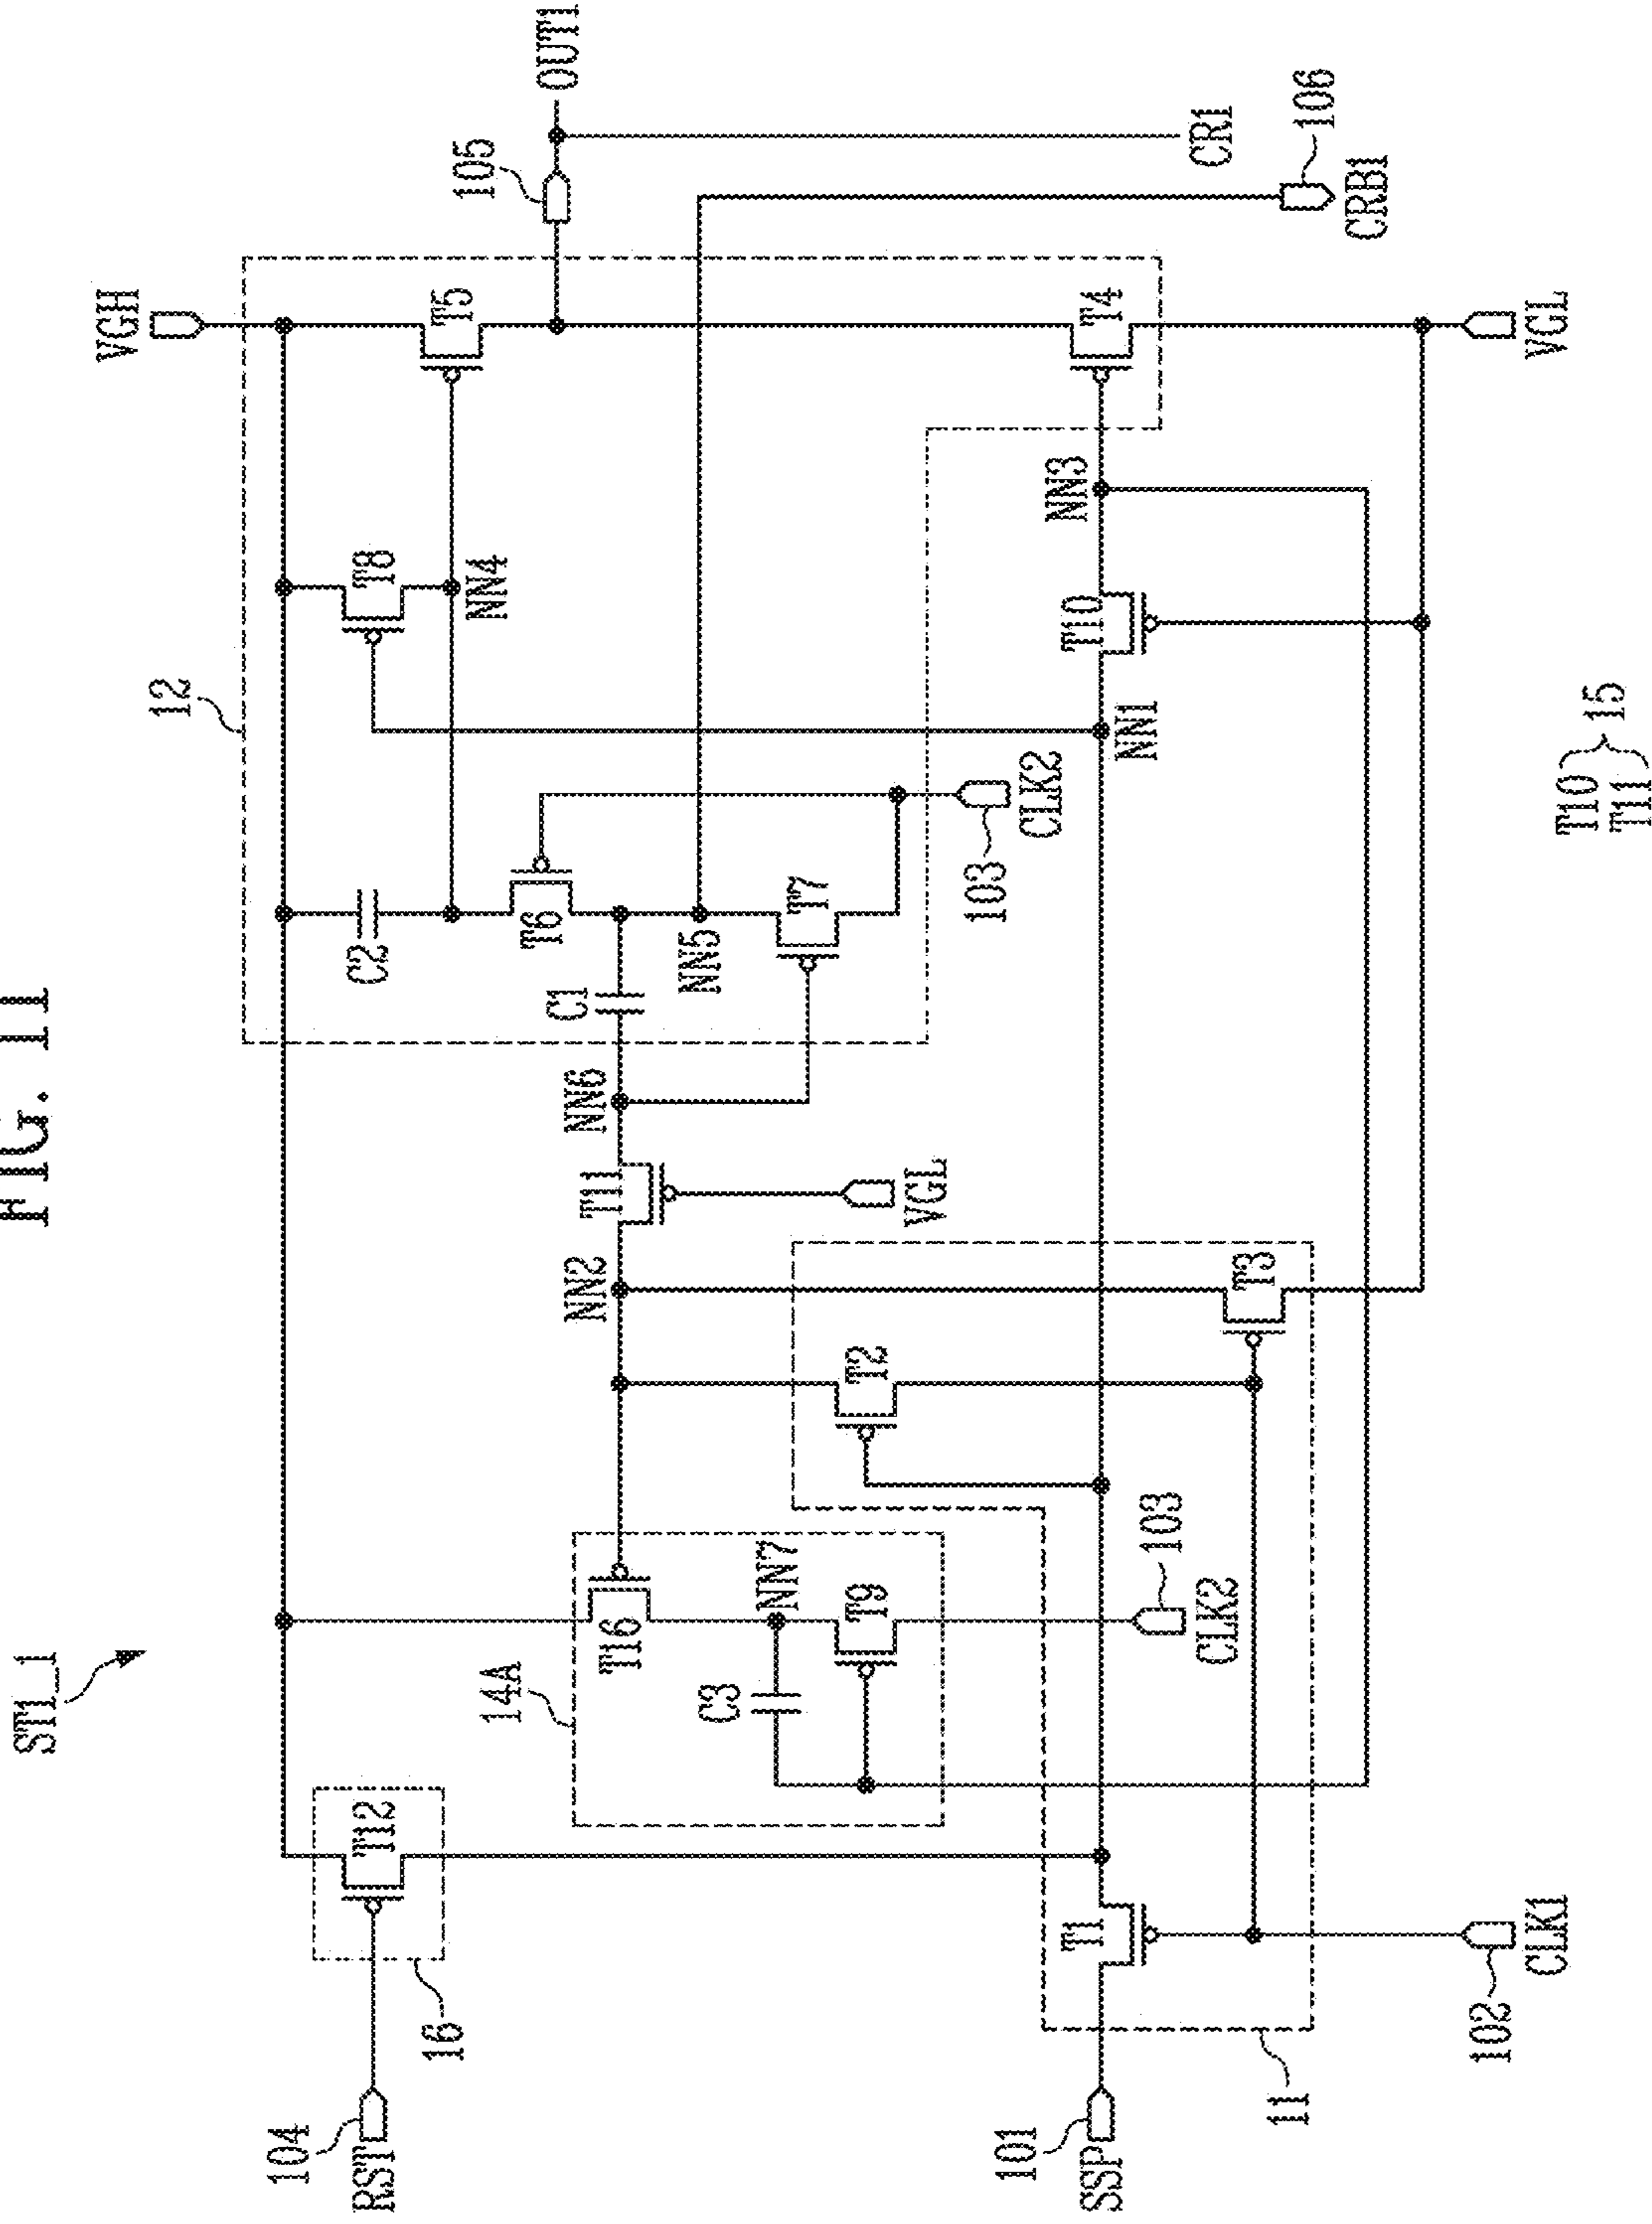 FIG. 11
ST1_1
VGH
12
T5
105
OUT1
T8
NN4
C2
T6
C1
NN5
T7
103
CLK2
NN6
T11
VGL
NN2
NN1
T10
NN3
T4
CR1
CRB1
106
VGL
T10
T11
15
T2
T3
14A
T16
NN7
C3
T9
103
CLK2
T12
16
104
RST
T1
101
SSP
11
102
CLK1